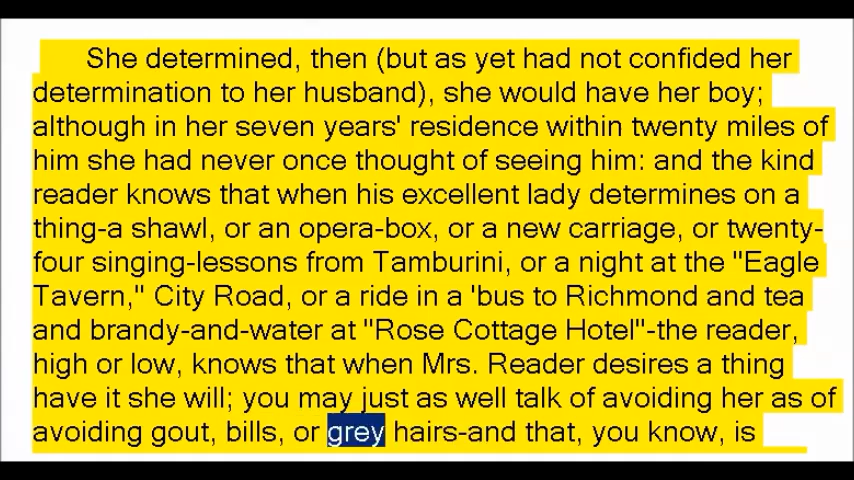 She determined, then (but as yet had not confided her
determination to her husband), she would have her boy;
although in her seven years' residence within twenty miles of
him she had never once thought of seeing him: and the kind
reader knows that when his excellent lady determines on a
thing-a shawl, or an opera-box, or a new carriage, or twenty-
four singing-lessons from Tamburini, or a night at the "Eagle
Tavern," City Road, or a ride in a 'bus to Richmond and tea
and brandy-and-water at "Rose Cottage Hotel"-the reader,
high or low, knows that when Mrs. Reader desires a thing
have it she will; you may just as well talk of avoiding her as of
avoiding gout, bills, or grey hairs-and that, you know, is